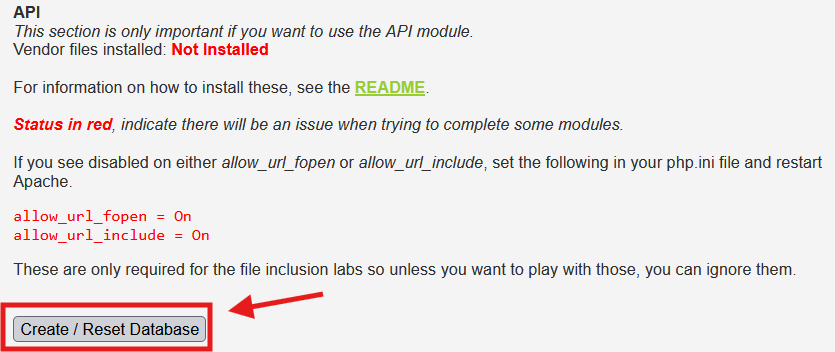 API
This section is only important if you want to use the API module.
Vendor files installed: Not Installed
For information on how to install these, see the README.
Status in red, indicate there will be an issue when trying to complete some modules.
If you see disabled on either allow_url_fopen or allow_url_include, set the following in your php.ini file and restart
Apache.
allow_url_fopen = On
allow_url_include = On
These are only required for the file inclusion labs so unless you want to play with those, you can ignore them.
Create / Reset Database